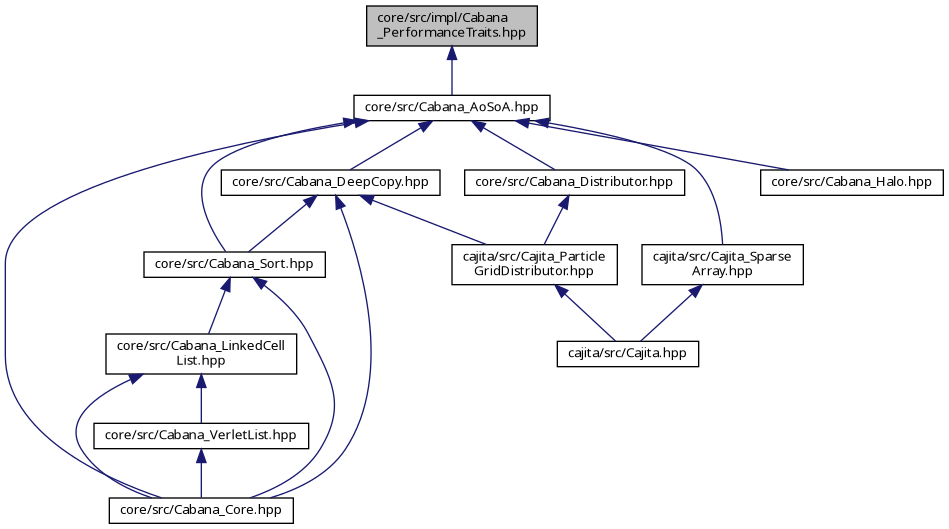 core/src/impl/Cabana
_PerformanceTraits.hpp
core/src/Cabana_AoSoA.hpp
core/src/Cabana_DeepCopy.hpp
core/src/Cabana_Distributor.hpp
core/src/Cabana_Halo.hpp
core/src/Cabana_Sort.hpp
cajita/src/Cajita_Particle
GridDistributor.hpp
cajita/src/Cajita_Sparse
Array.hpp
core/src/Cabana_LinkedCell
List.hpp
cajita/src/Cajita.hpp
core/src/Cabana_VerletList.hpp
core/src/Cabana_Core.hpp